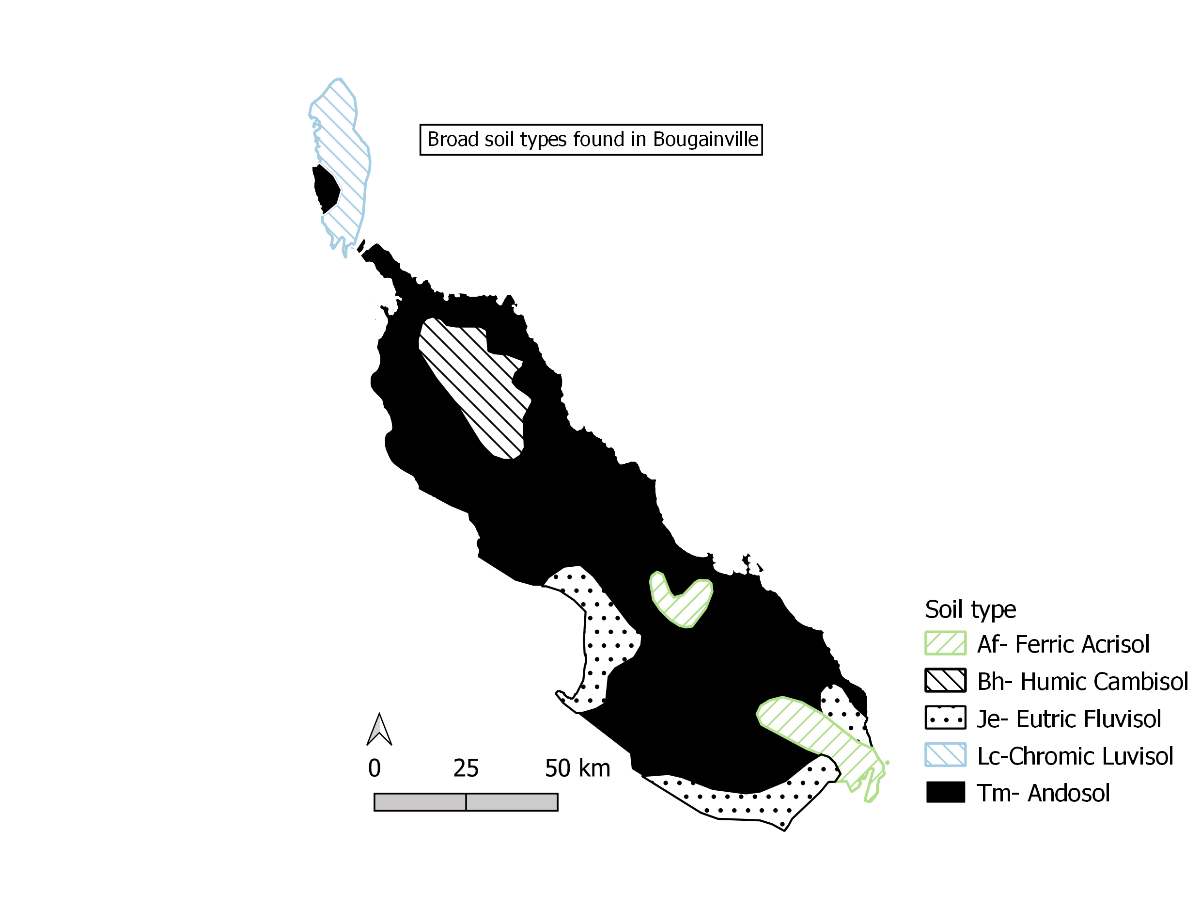 Broad soil types found in Bougainville
Soil type
Af- Ferric Acrisol
Bh- Humic Cambisol
Je- Eutric Fluvisol
Lc-Chromic Luvisol
Tm- Andosol
0 25 50 km